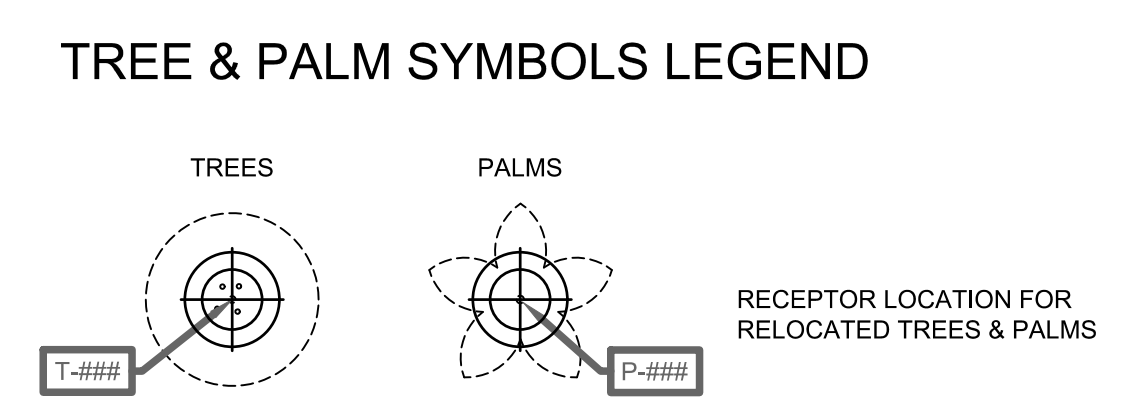 TREE & PALM SYMBOLS LEGEND
TREES
PALMS
RECEPTOR LOCATION FOR
RELOCATED TREES & PALMS
T-###
P-###